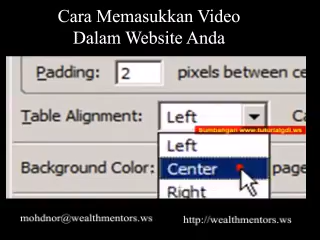 Cara Memasukkan Video
Dalam Website Anda
Padding: 2 pixels between ce
Table Alignment: Left Ca
Sumbangan www.tutorialgdi.ws
Left
Background Color: Center page
Right
mohdnor@wealthmentors.ws http://wealthmentors.ws